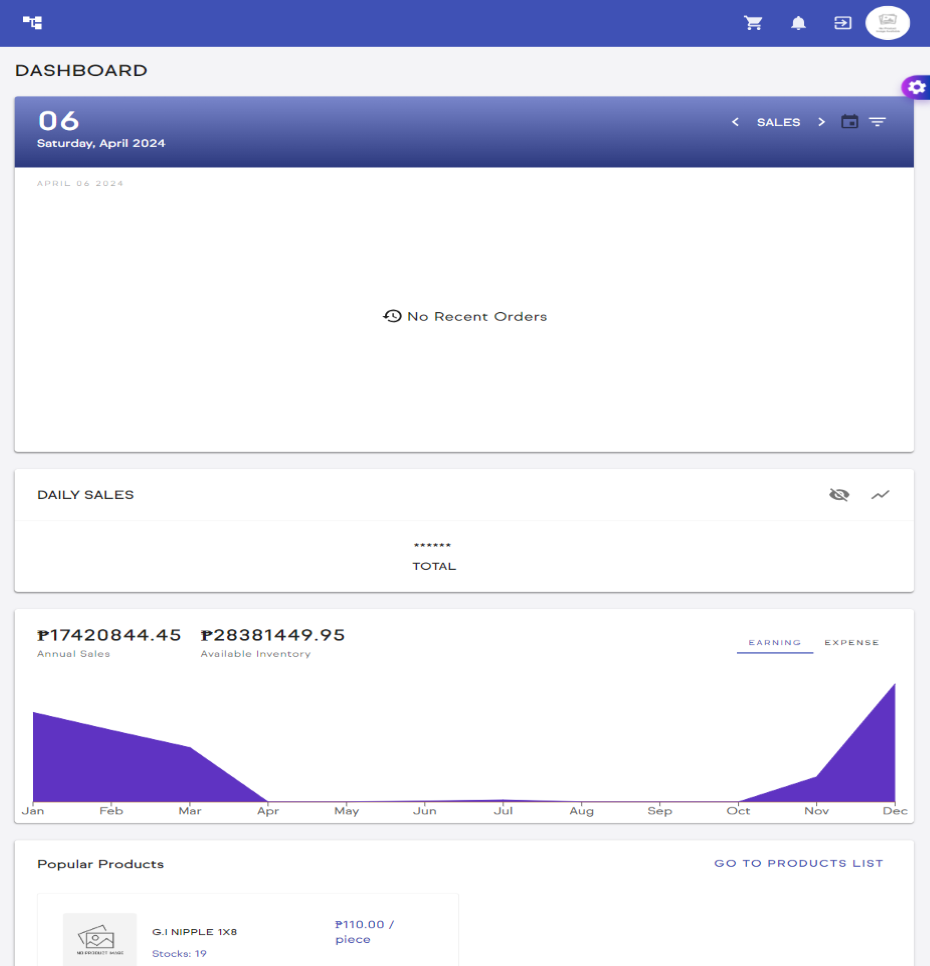 DASHBOARD
06
Saturday, April 2024
SALES
APRIL 06 2024
No Recent Orders
DAILY SALES
******
TOTAL
₱17420844.45 ₱28381449.95
Annual Sales Available Inventory
EARNING EXPENSE
Jan Feb Mar Apr May Jun Jul Aug Sep Oct Nov Dec
Popular Products
GO TO PRODUCTS LIST
NO PRODUCT IMAGE
G.I NIPPLE 1X8
Stocks: 19
₱110.00 /
piece